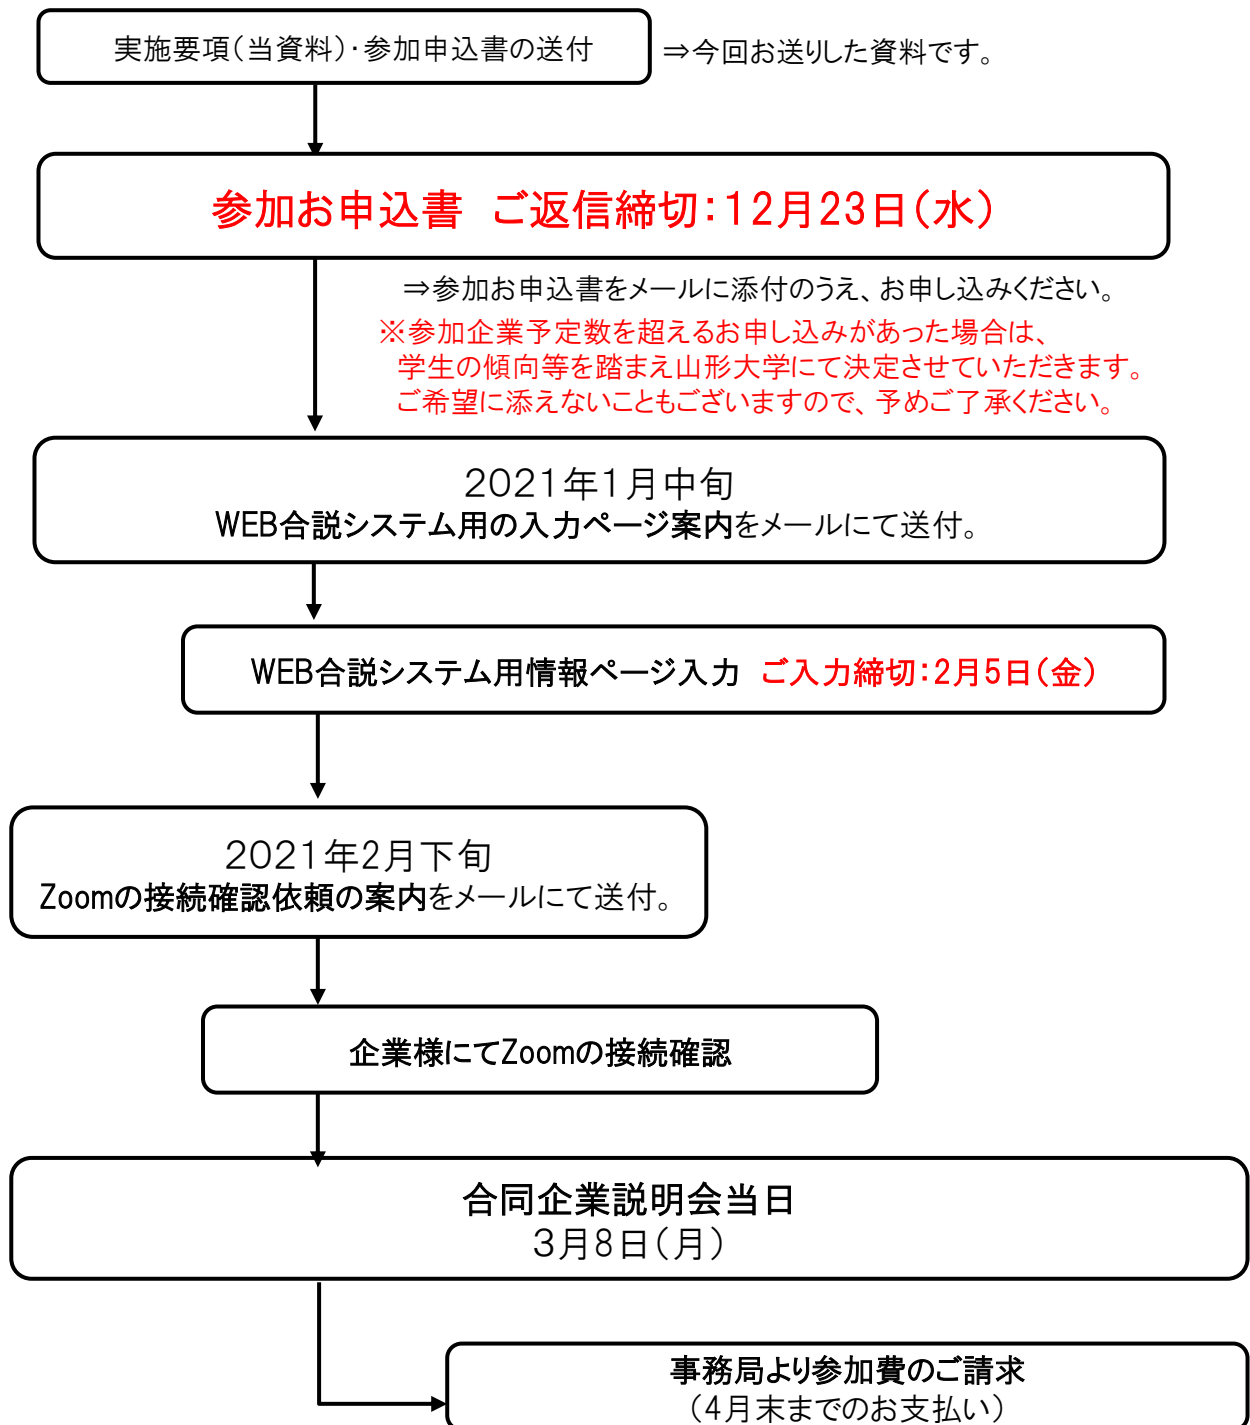 実施要項（当資料）・参加申込書の送付
⇒今回お送りした資料です。
参加お申込書　ご返信締切：12月23日（水）
⇒参加お申込書をメールに添付のうえ、お申し込みください。
※参加企業予定数を超えるお申し込みがあった場合は、
学生の傾向等を踏まえ山形大学にて決定させていただきます。
ご希望に添えないこともございますので、予めご了承ください。
2021年1月中旬
WEB合説システム用の入力ページ案内をメールにて送付。
WEB合説システム用情報ページ入力　ご入力締切：2月5日（金）
2021年2月下旬
Zoomの接続確認依頼の案内をメールにて送付。
企業様にてZoomの接続確認
合同企業説明会当日
3月8日（月）
事務局より参加費のご請求
（4月末までのお支払い）